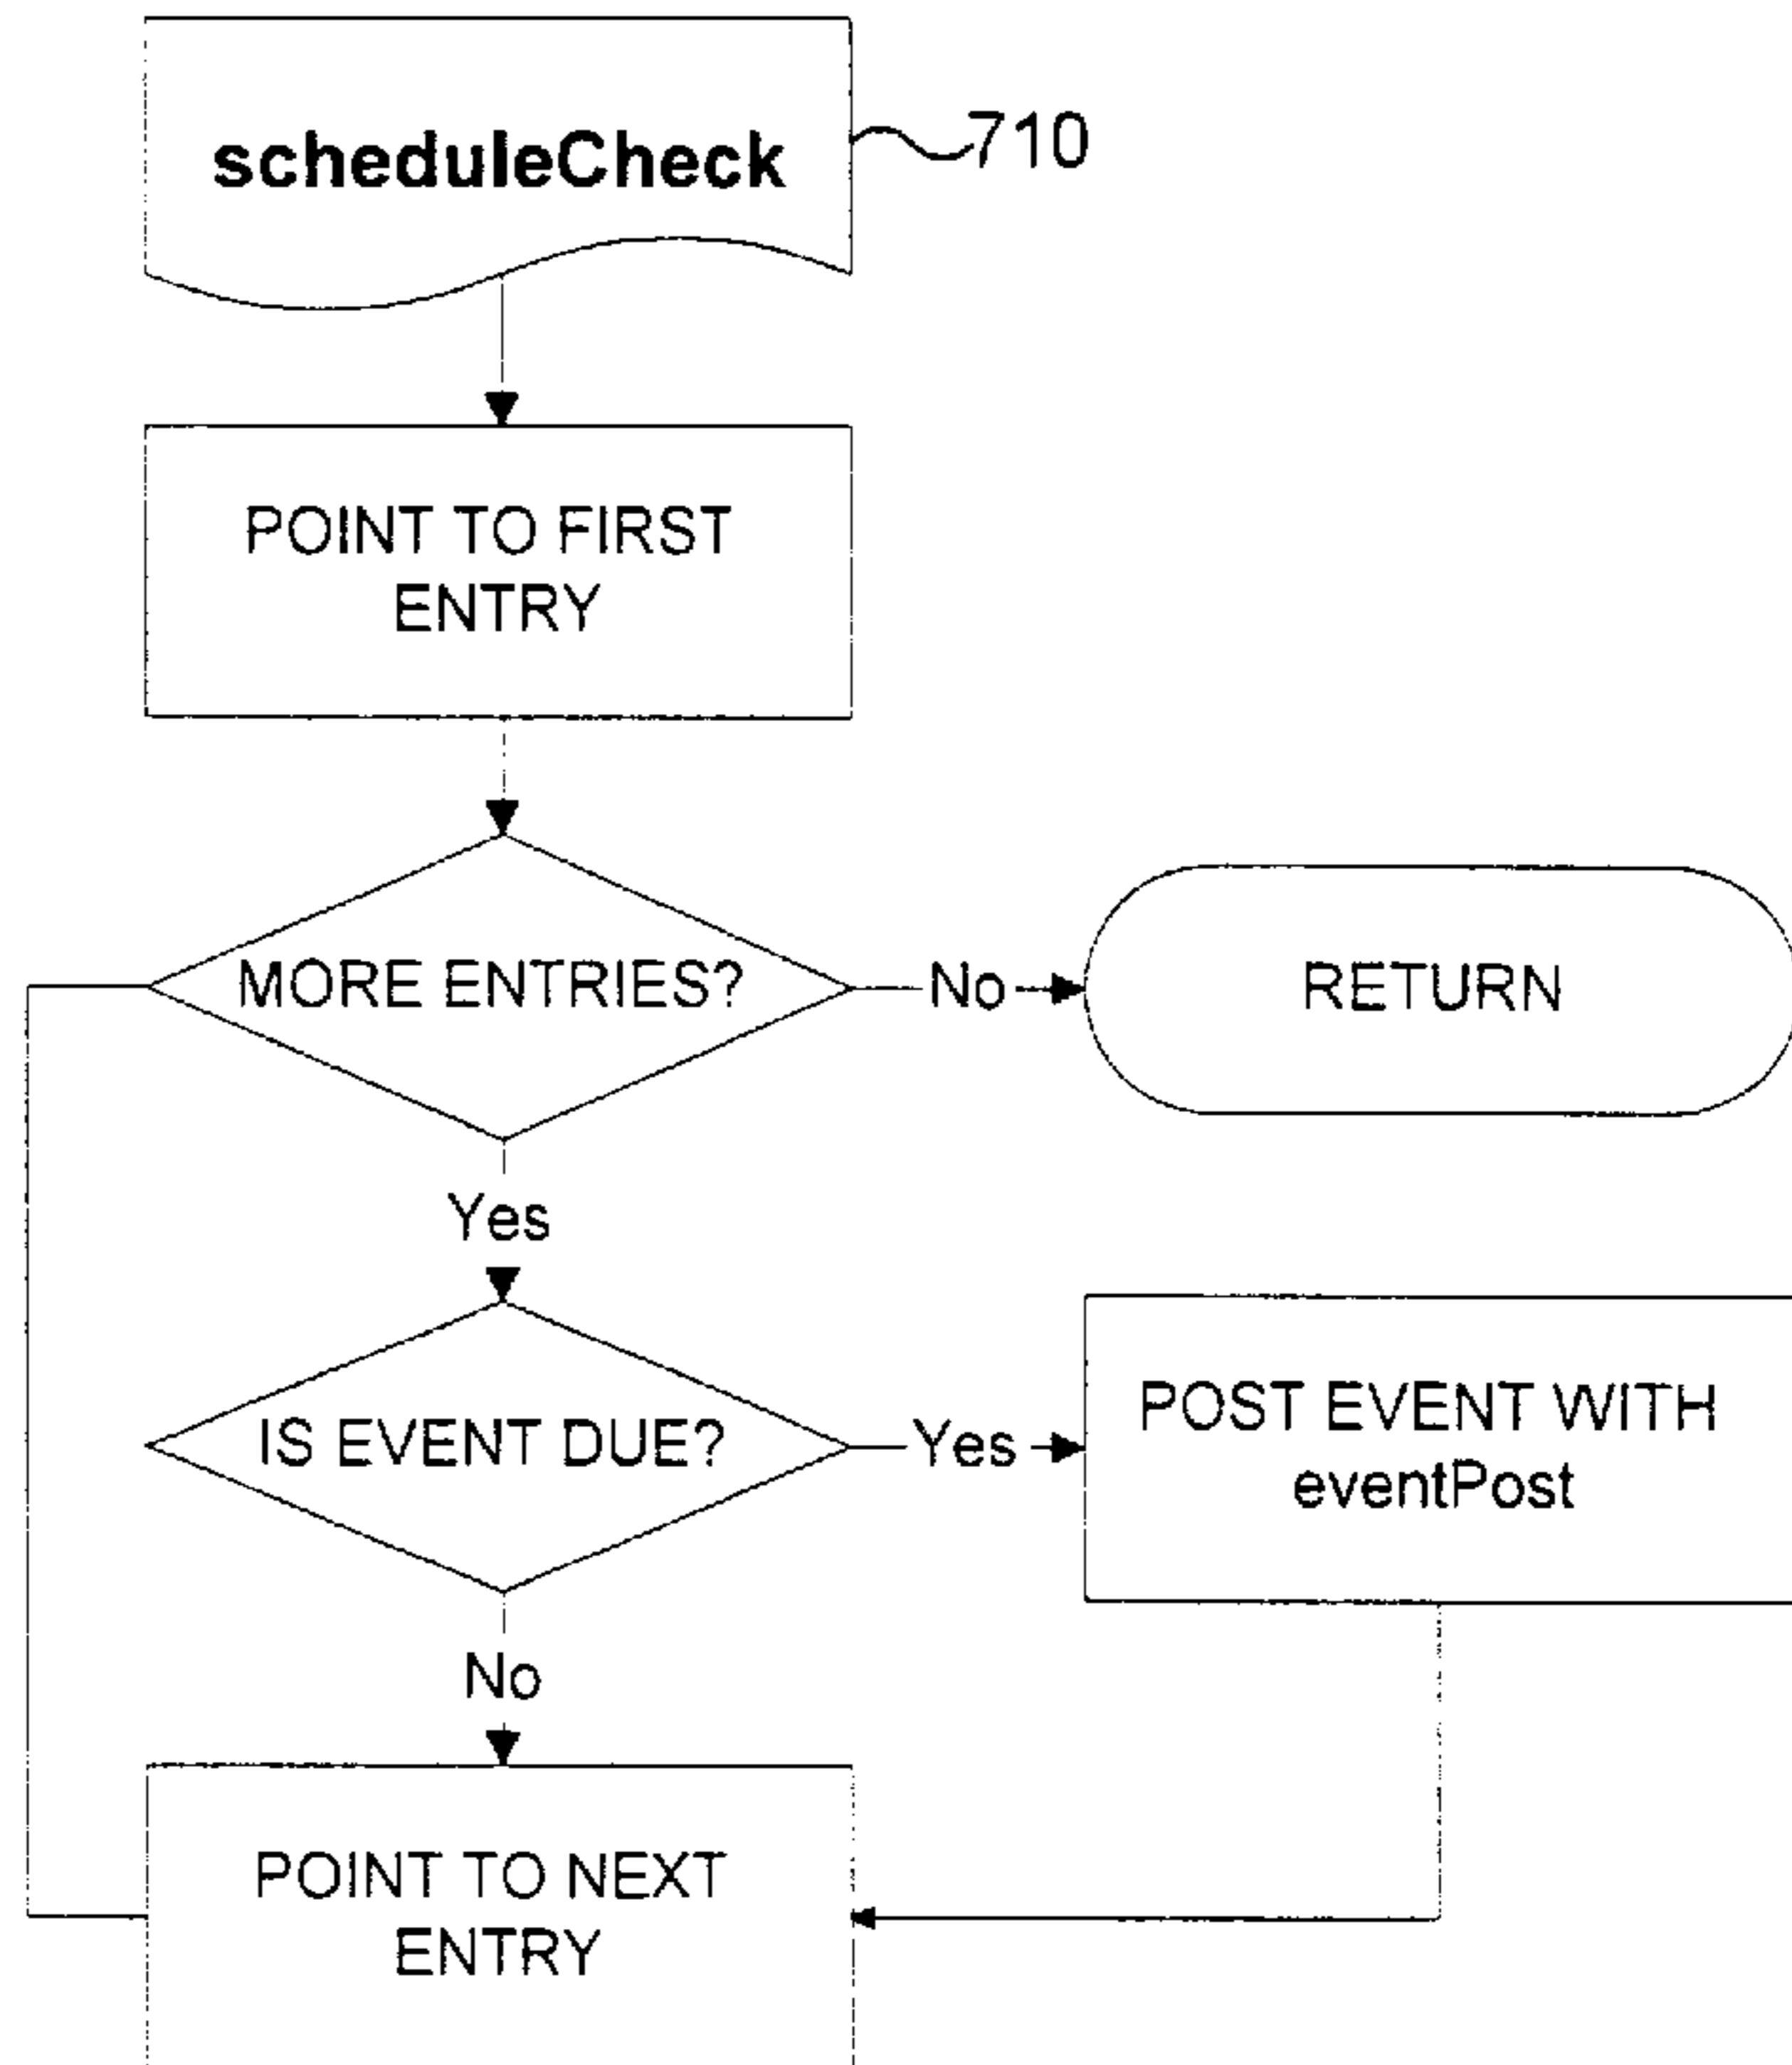 scheduleCheck
710
POINT TO FIRST
ENTRY
MORE ENTRIES?
No
RETURN
Yes
IS EVENT DUE?
Yes
POST EVENT WITH
eventPost
No
POINT TO NEXT
ENTRY